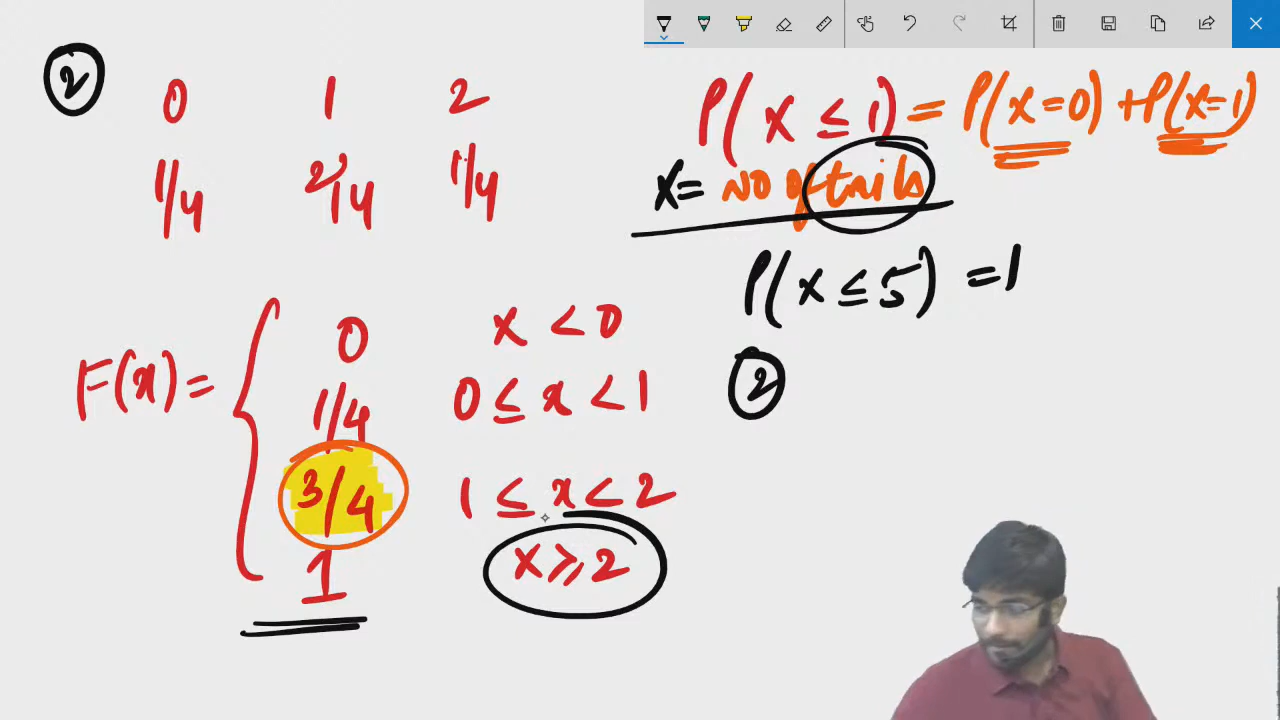 ② 0 1 2
1/4 2/4 1/4
P(X ≤ 1) = P(X=0) + P(X=1)
X = NO of tails
P(X ≤ 5) = 1
②
F(x) =
0 x < 0
1/4 0 ≤ x < 1
3/4 1 ≤ x < 2
1 x ≥ 2